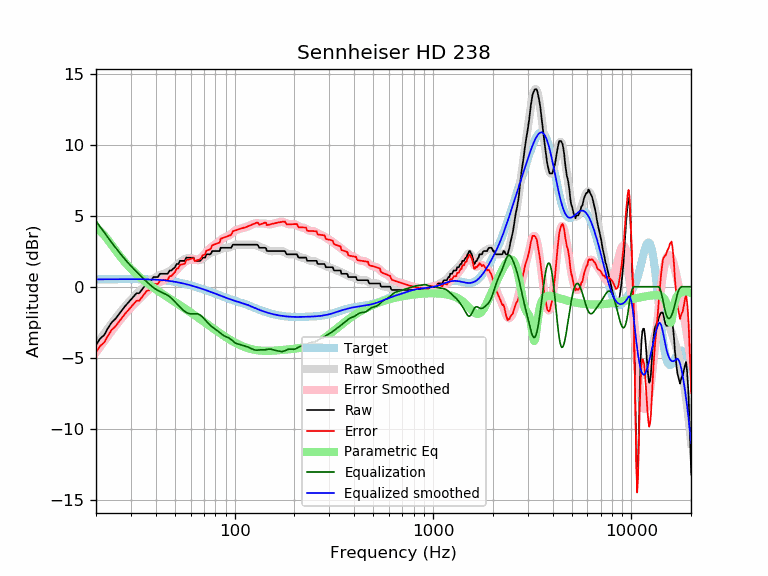 Sennheiser HD 238
15
10
5
0
−5
−10
−15
Amplitude (dBr)
Target
Raw Smoothed
Error Smoothed
Raw
Error
Parametric Eq
Equalization
Equalized smoothed
100
1000
10000
Frequency (Hz)